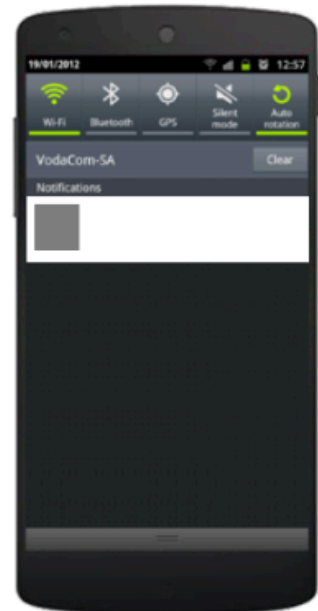 19/01/2012 12:57
Wi-Fi Bluetooth GPS Silent mode Auto rotation
VodaCom-SA Clear
Notifications